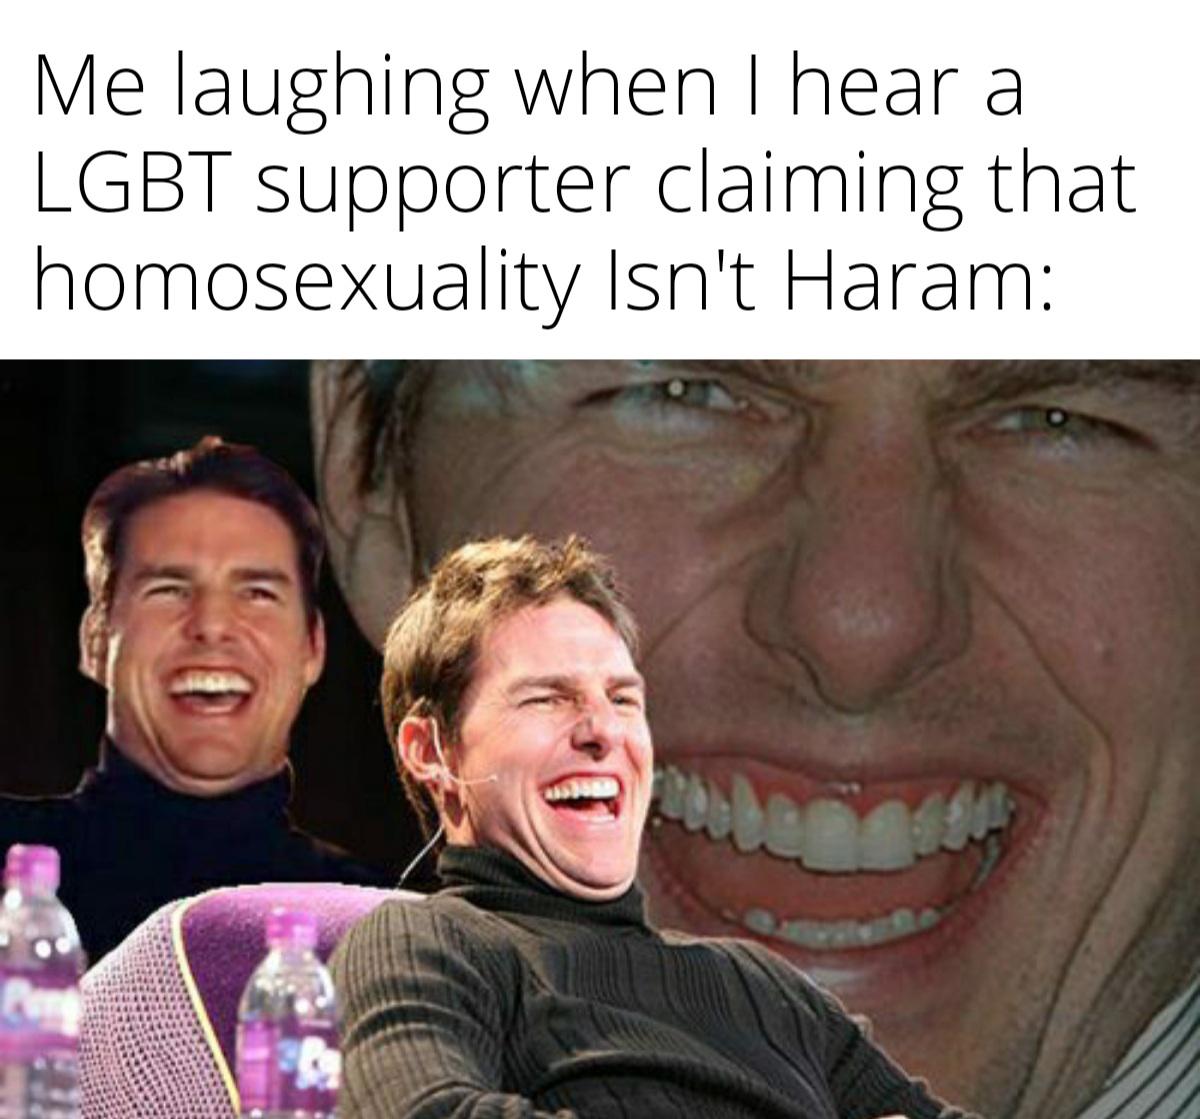 Me laughing when I hear a
LGBT supporter claiming that
homosexuality Isn't Haram: